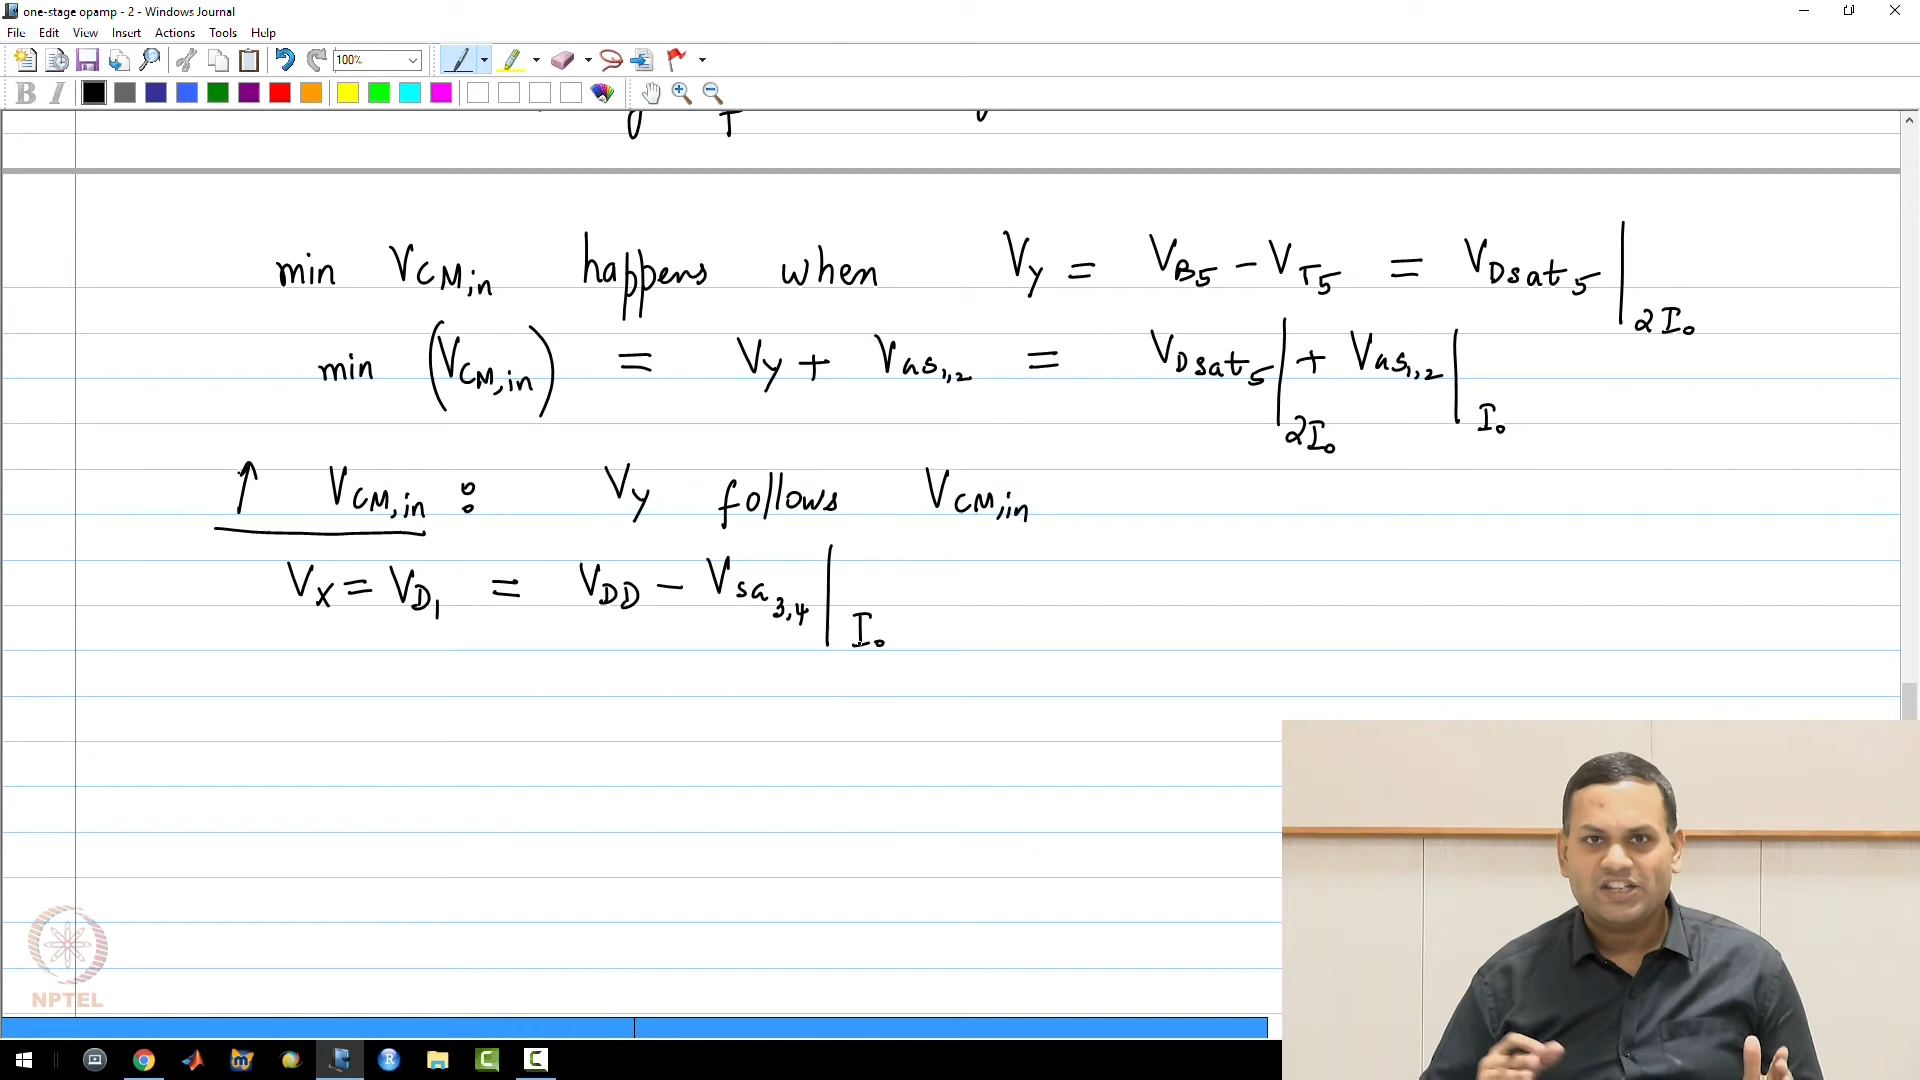 one-stage opamp - 2 - Windows Journal
File Edit View Insert Actions Tools Help
100%
B I
min V_CM,in happens when V_Y = V_B5 - V_T5 = V_Dsat5 |_2I₀
min (V_CM,in) = V_Y + V_GS1,2 = V_Dsat5 |_2I₀ + V_GS1,2 |_I₀
↑ V_CM,in : V_Y follows V_CM,in
V_X = V_D1 = V_DD - V_SG3,4 |_I₀
NPTEL